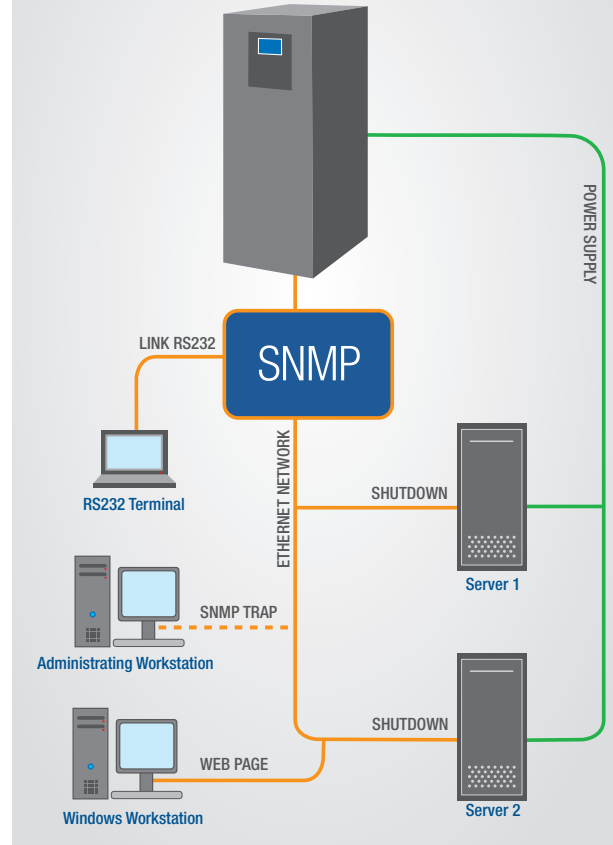 POWER SUPPLY
LINK RS232
SNMP
RS232 Terminal
ETHERNET NETWORK
SHUTDOWN
Server 1
SNMP TRAP
Administrating Workstation
SHUTDOWN
WEB PAGE
Windows Workstation
Server 2